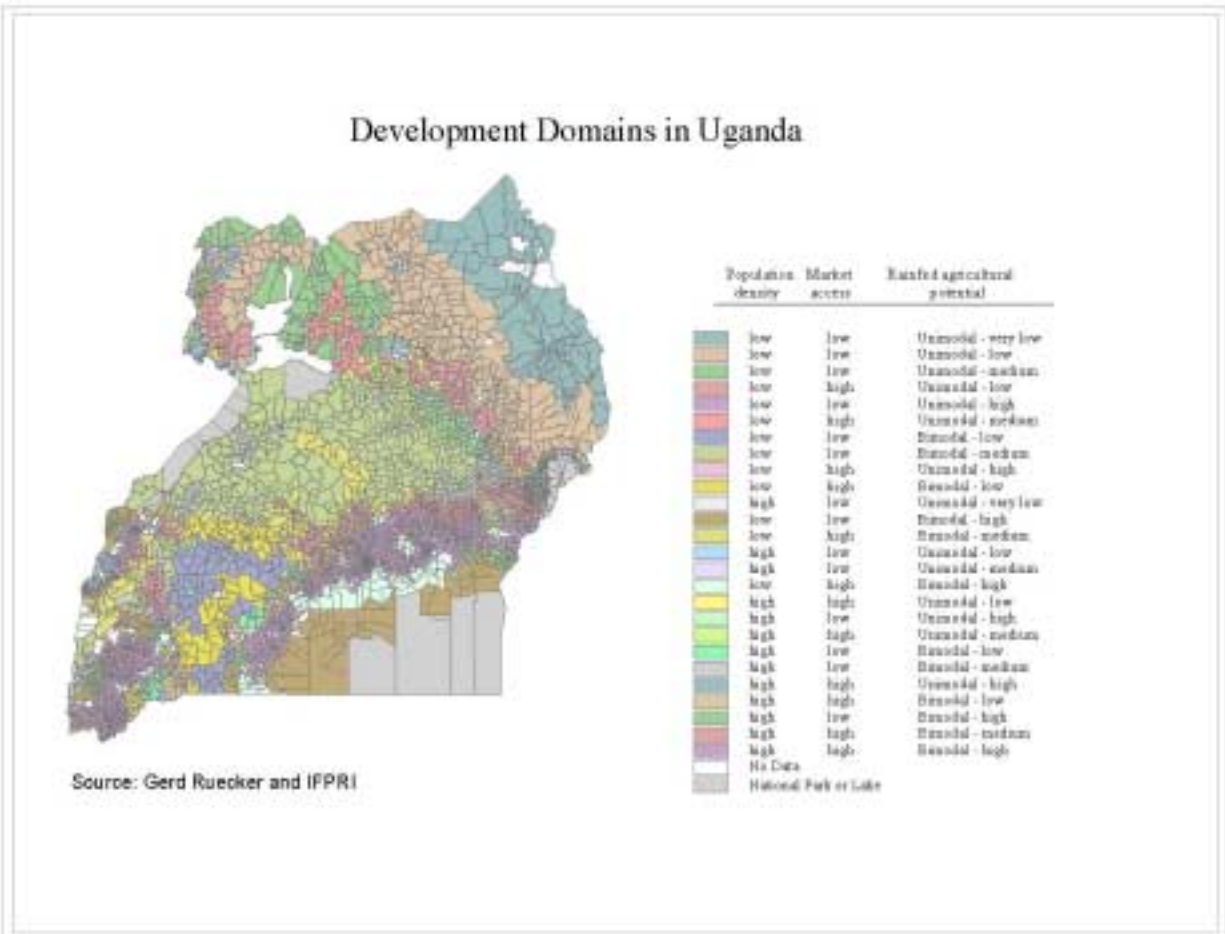 Development Domains in Uganda
Population Market Rainfed agricultural
density access potential
low low Unimodal - very low
low low Unimodal - low
low low Unimodal - medium
low high Unimodal - low
low low Unimodal - high
low high Unimodal - medium
low low Bimodal - low
low low Bimodal - medium
low high Unimodal - high
low high Bimodal - low
high low Unimodal - very low
low low Bimodal - high
low high Bimodal - medium
high low Unimodal - low
high low Unimodal - medium
low high Bimodal - high
high high Unimodal - low
high low Unimodal - high
high high Unimodal - medium
high low Bimodal - low
high low Bimodal - medium
high high Unimodal - high
high high Bimodal - low
high low Bimodal - high
high high Bimodal - medium
high high Bimodal - high
No Data
National Park or Lake
Source: Gerd Ruecker and IFPRI